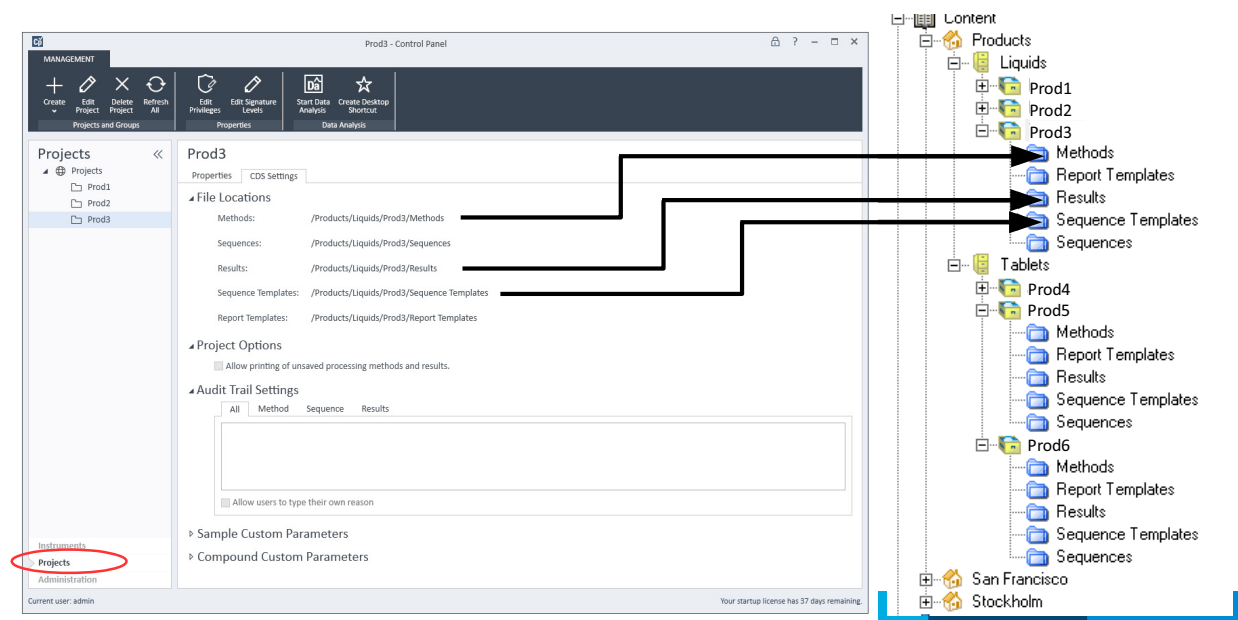 Prod3 - Control Panel
MANAGEMENT
Create
Edit Project
Delete Project
Refresh All
Edit Privileges
Edit Signature Levels
Start Data Analysis
Create Desktop Shortcut
Projects and Groups
Properties
Data Analysis
Projects
Projects
Prod1
Prod2
Prod3
Instruments
Projects
Administration
Prod3
Properties CDS Settings
File Locations
Methods: /Products/Liquids/Prod3/Methods
Sequences: /Products/Liquids/Prod3/Sequences
Results: /Products/Liquids/Prod3/Results
Sequence Templates: /Products/Liquids/Prod3/Sequence Templates
Report Templates: /Products/Liquids/Prod3/Report Templates
Project Options
Allow printing of unsaved processing methods and results.
Audit Trail Settings
All Method Sequence Results
Allow users to type their own reason
Sample Custom Parameters
Compound Custom Parameters
Current user: admin
Your startup license has 37 days remaining.
Content
Products
Liquids
Prod1
Prod2
Prod3
Methods
Report Templates
Results
Sequence Templates
Sequences
Tablets
Prod4
Prod5
Methods
Report Templates
Results
Sequence Templates
Sequences
Prod6
Methods
Report Templates
Results
Sequence Templates
Sequences
San Francisco
Stockholm